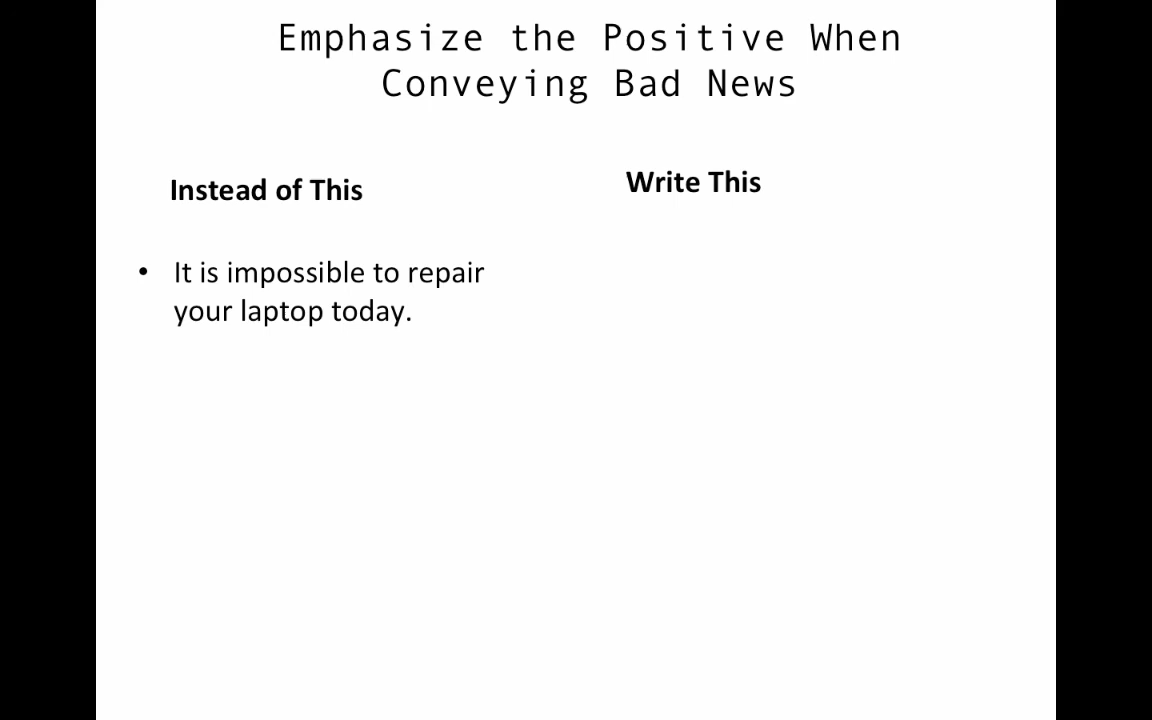 Emphasize the Positive When
Conveying Bad News
Instead of This
Write This
• It is impossible to repair
your laptop today.